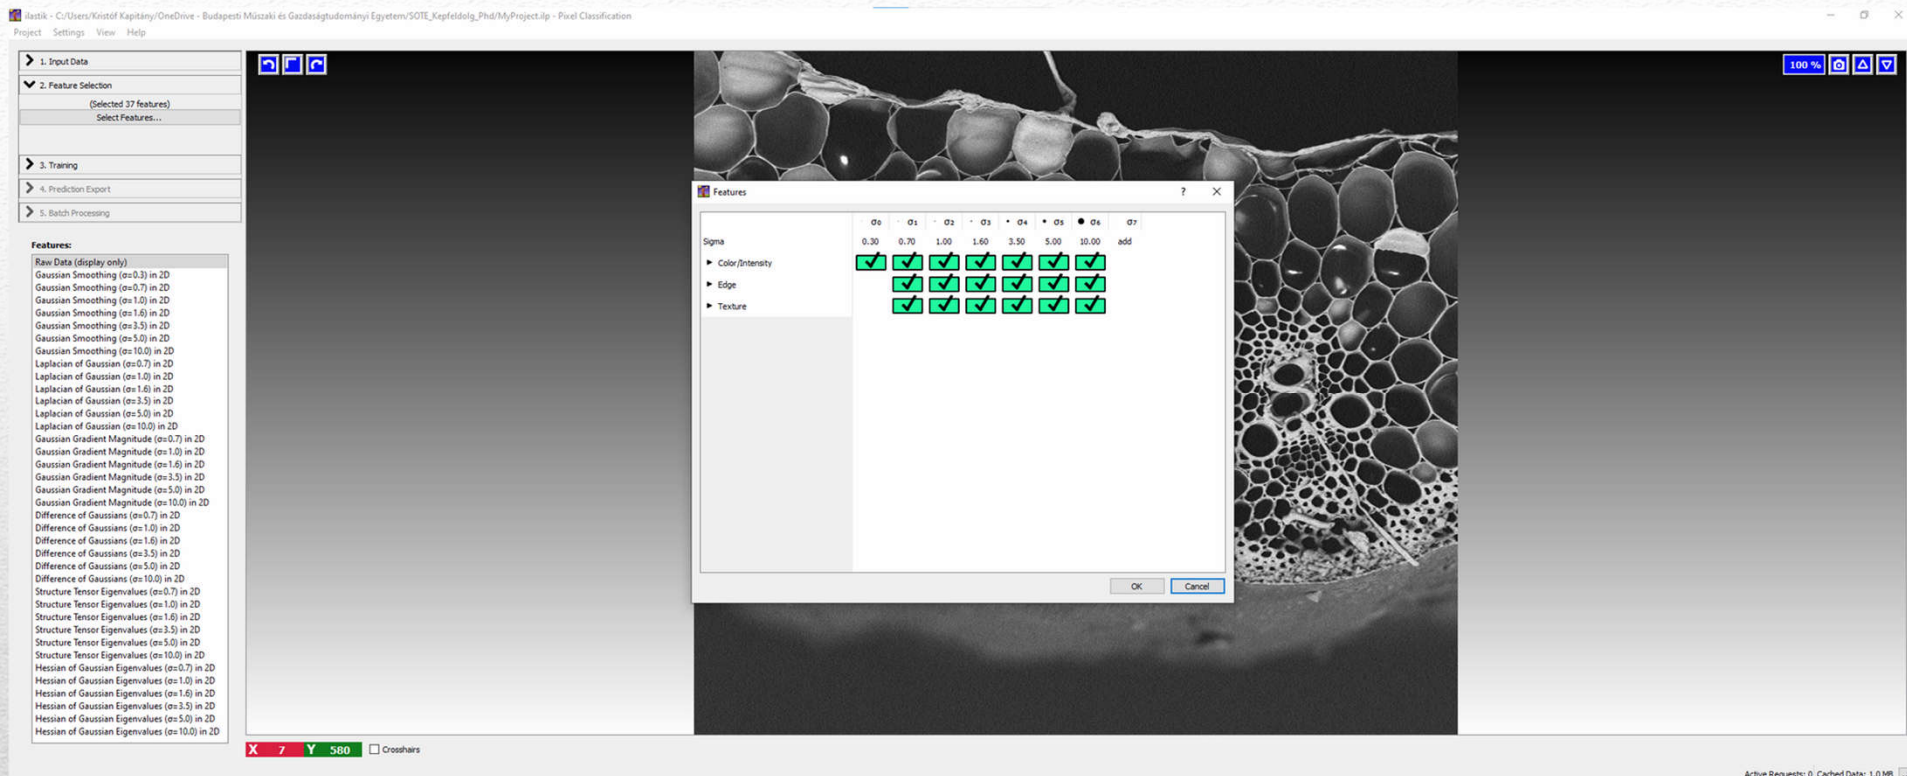 ilastik - C:/Users/Kristóf Kapitány/OneDrive - Budapesti Műszaki és Gazdaságtudományi Egyetem/SOTE_Kepfeldolg_Phd/MyProject.ilp - Pixel Classification
Project Settings View Help
1. Input Data
2. Feature Selection
(Selected 37 features)
Select Features...
3. Training
4. Prediction Export
5. Batch Processing
Features:
Raw Data (display only)
Gaussian Smoothing (σ=0.3) in 2D
Gaussian Smoothing (σ=0.7) in 2D
Gaussian Smoothing (σ=1.0) in 2D
Gaussian Smoothing (σ=1.6) in 2D
Gaussian Smoothing (σ=3.5) in 2D
Gaussian Smoothing (σ=5.0) in 2D
Gaussian Smoothing (σ=10.0) in 2D
Laplacian of Gaussian (σ=0.7) in 2D
Laplacian of Gaussian (σ=1.0) in 2D
Laplacian of Gaussian (σ=1.6) in 2D
Laplacian of Gaussian (σ=3.5) in 2D
Laplacian of Gaussian (σ=5.0) in 2D
Laplacian of Gaussian (σ=10.0) in 2D
Gaussian Gradient Magnitude (σ=0.7) in 2D
Gaussian Gradient Magnitude (σ=1.0) in 2D
Gaussian Gradient Magnitude (σ=1.6) in 2D
Gaussian Gradient Magnitude (σ=3.5) in 2D
Gaussian Gradient Magnitude (σ=5.0) in 2D
Gaussian Gradient Magnitude (σ=10.0) in 2D
Difference of Gaussians (σ=0.7) in 2D
Difference of Gaussians (σ=1.0) in 2D
Difference of Gaussians (σ=1.6) in 2D
Difference of Gaussians (σ=3.5) in 2D
Difference of Gaussians (σ=5.0) in 2D
Difference of Gaussians (σ=10.0) in 2D
Structure Tensor Eigenvalues (σ=0.7) in 2D
Structure Tensor Eigenvalues (σ=1.0) in 2D
Structure Tensor Eigenvalues (σ=1.6) in 2D
Structure Tensor Eigenvalues (σ=3.5) in 2D
Structure Tensor Eigenvalues (σ=5.0) in 2D
Structure Tensor Eigenvalues (σ=10.0) in 2D
Hessian of Gaussian Eigenvalues (σ=0.7) in 2D
Hessian of Gaussian Eigenvalues (σ=1.0) in 2D
Hessian of Gaussian Eigenvalues (σ=1.6) in 2D
Hessian of Gaussian Eigenvalues (σ=3.5) in 2D
Hessian of Gaussian Eigenvalues (σ=5.0) in 2D
Hessian of Gaussian Eigenvalues (σ=10.0) in 2D
100 %
Features
σ0 σ1 σ2 σ3 σ4 σ5 σ6 σ7
Sigma 0.30 0.70 1.00 1.60 3.50 5.00 10.00 add
Color/Intensity
Edge
Texture
OK Cancel
X 7 Y 580 Crosshairs
Active Requests: 0 Cached Data: 1.0 MB